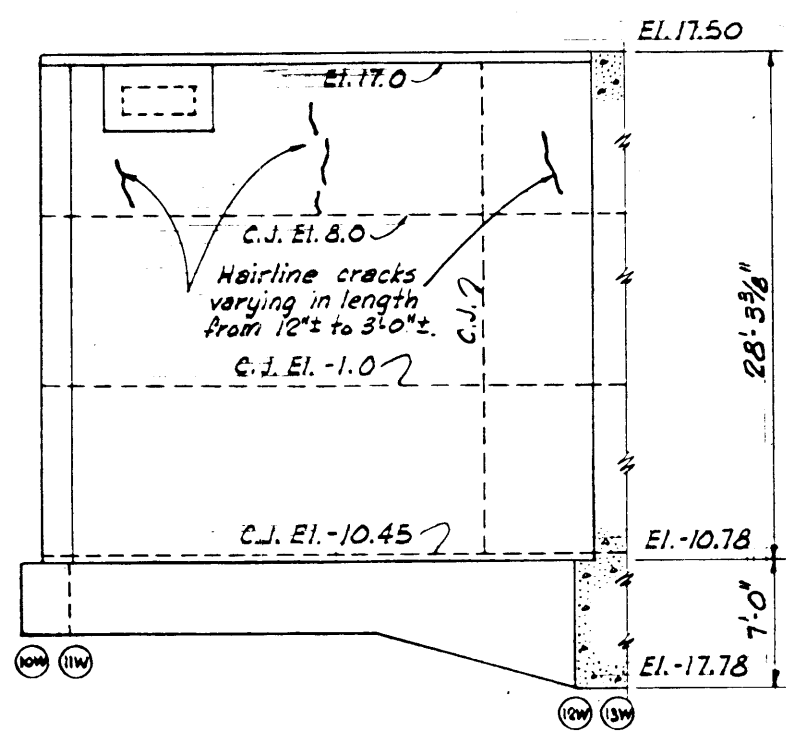 El. 17.50
El. 17.0
C.J. El. 8.0
Hairline cracks
varying in length
from 12"± to 3'-0"±.
C.J.
28'-3 3/8"
C.J. El. -1.0
C.J. El. -10.45
El. -10.78
7'-0"
El. -17.78
10W 11W
12W 13W